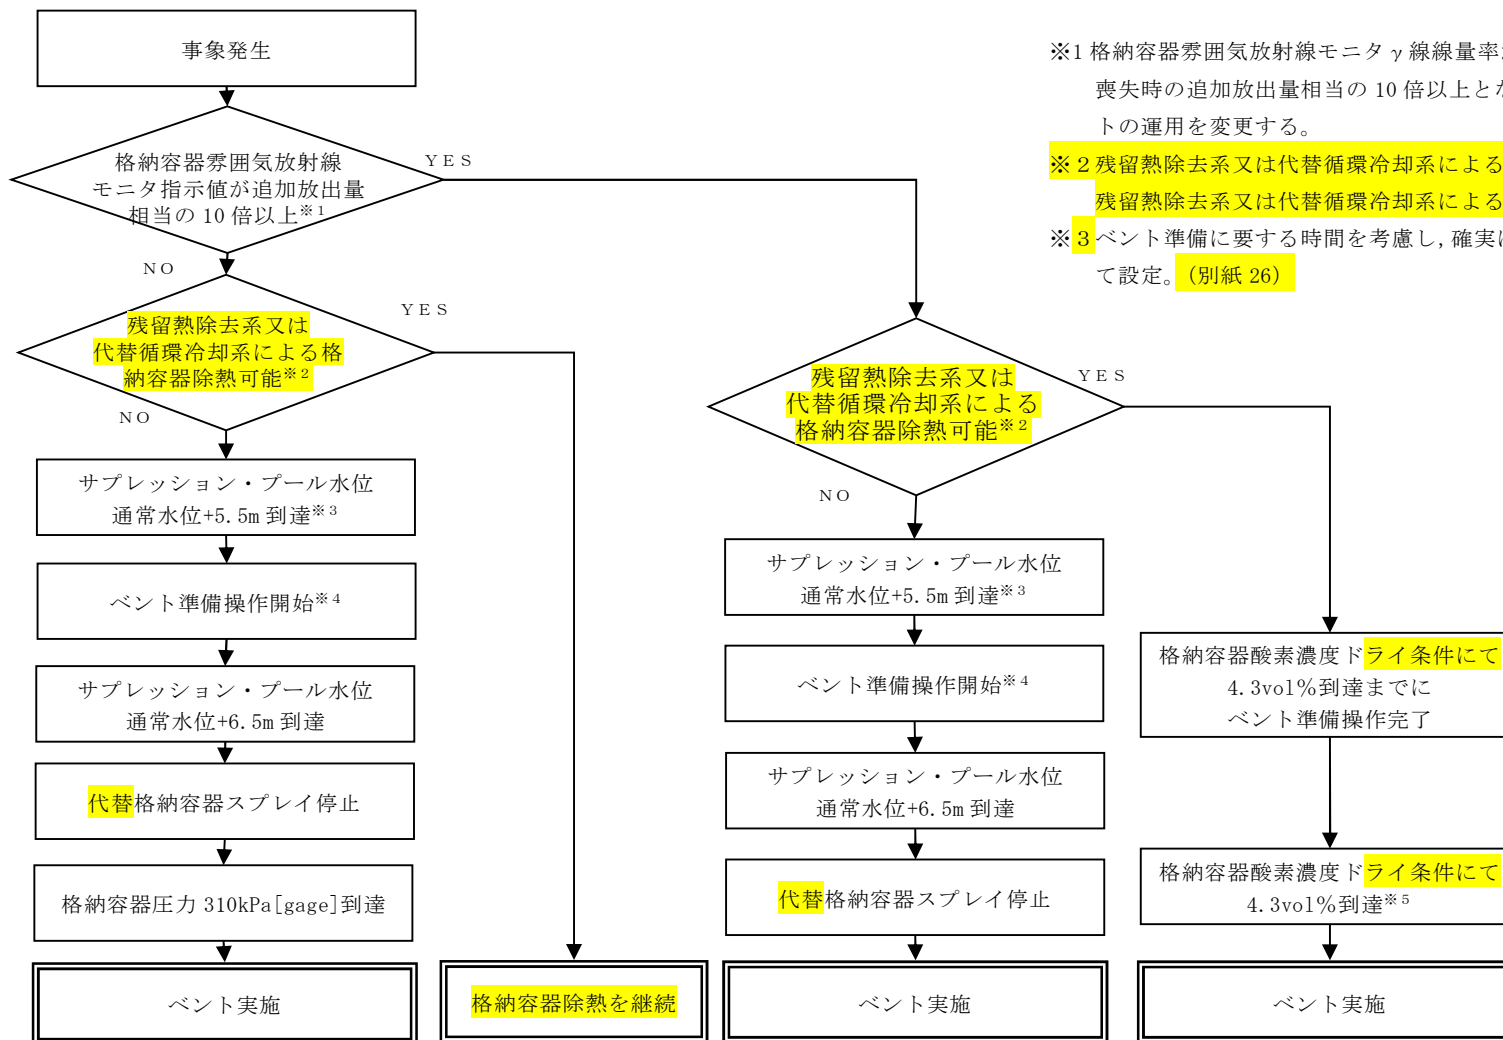 事象発生
格納容器雰囲気放射線
モニタ指示値が追加放出量
相当の10倍以上※1
YES
NO
残留熱除去系又は
代替循環冷却系による格
納容器除熱可能※2
YES
NO
サプレッション・プール水位
通常水位+5.5m到達※3
ベント準備操作開始※4
サプレッション・プール水位
通常水位+6.5m到達
代替格納容器スプレイ停止
格納容器圧力310kPa[gage]到達
ベント実施
格納容器除熱を継続
残留熱除去系又は
代替循環冷却系による
格納容器除熱可能※2
YES
NO
サプレッション・プール水位
通常水位+5.5m到達※3
ベント準備操作開始※4
サプレッション・プール水位
通常水位+6.5m到達
代替格納容器スプレイ停止
ベント実施
格納容器酸素濃度ドライ条件にて
4.3vol%到達までに
ベント準備操作完了
格納容器酸素濃度ドライ条件にて
4.3vol%到達※5
ベント実施
※1格納容器雰囲気放射線モニタγ線線量率
喪失時の追加放出量相当の10倍以上と
トの運用を変更する。
※2残留熱除去系又は代替循環冷却系による
残留熱除去系又は代替循環冷却系による
※3ベント準備に要する時間を考慮し,確実に
て設定。(別紙26)